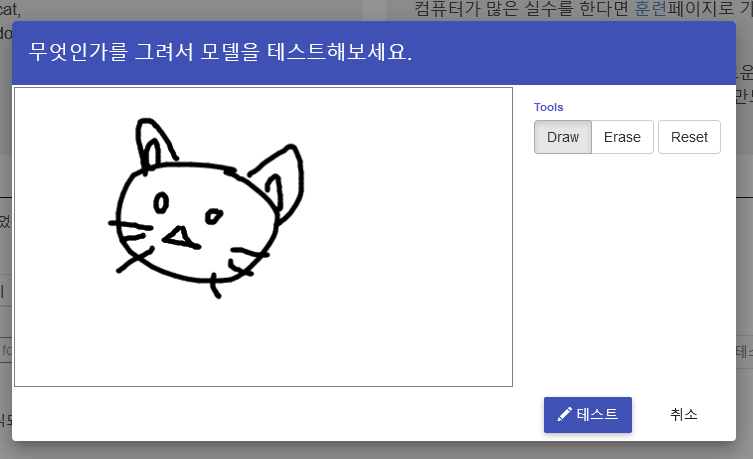 cat,
컴퓨터가 많은 실수를 한다면 훈련페이지로 기
무엇인가를 그려서 모델을 테스트해보세요.
Tools
Draw Erase Reset
테스트 취소